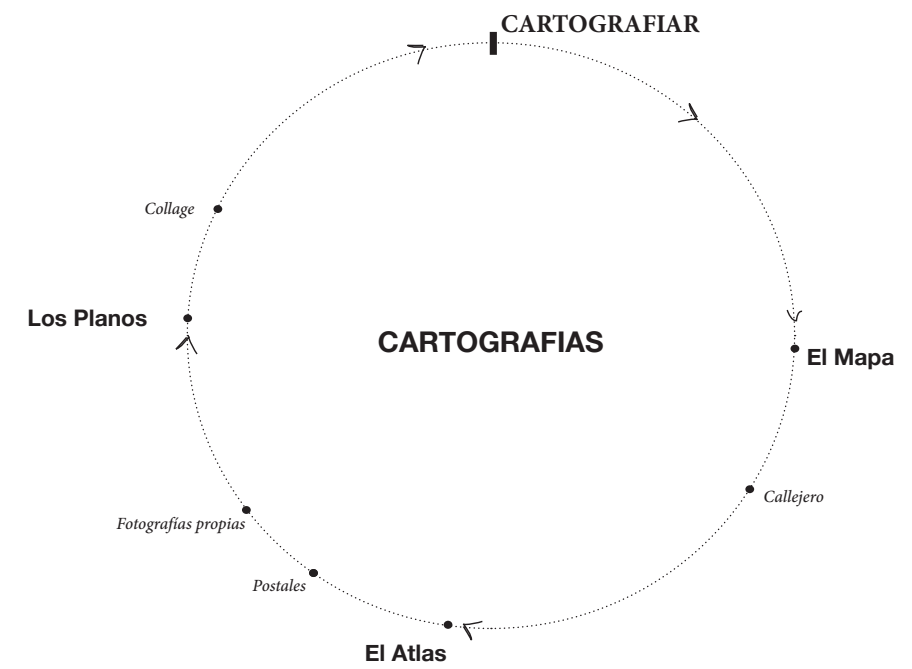 CARTOGRAFIAR
Collage
Los Planos
CARTOGRAFIAS
El Mapa
Callejero
Fotografías propias
Postales
El Atlas